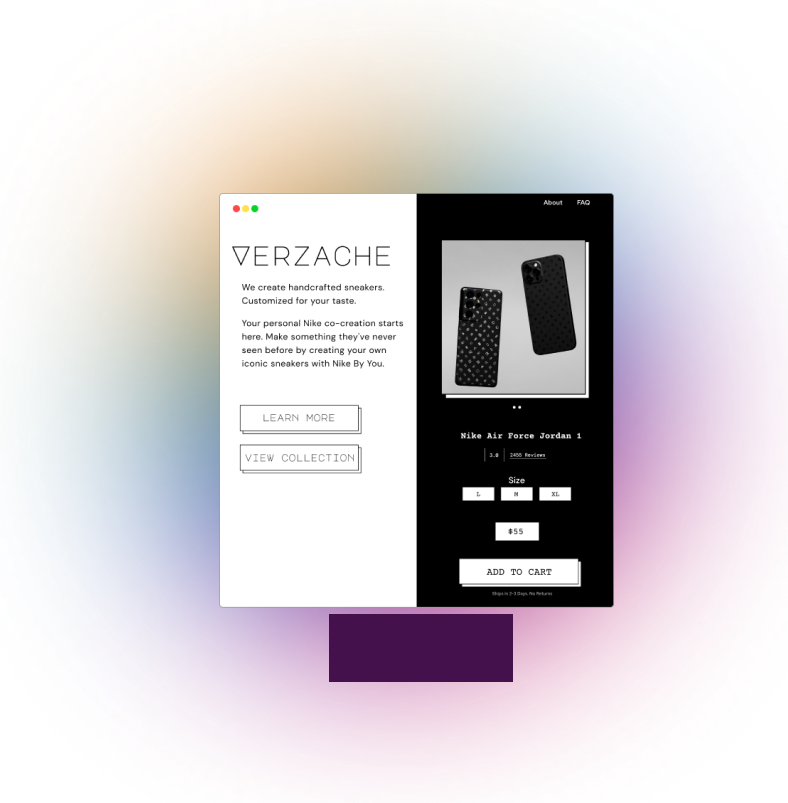 About FAQ
VERZACHE
We create handcrafted sneakers.
Customized for your taste.
Your personal Nike co-creation starts
here. Make something they've never
seen before by creating your own
iconic sneakers with Nike By You.
LEARN MORE
VIEW COLLECTION
Nike Air Force Jordan 1
3.0 2455 Reviews
Size
L M XL
$55
ADD TO CART
Ships in 2-3 Days. No Returns